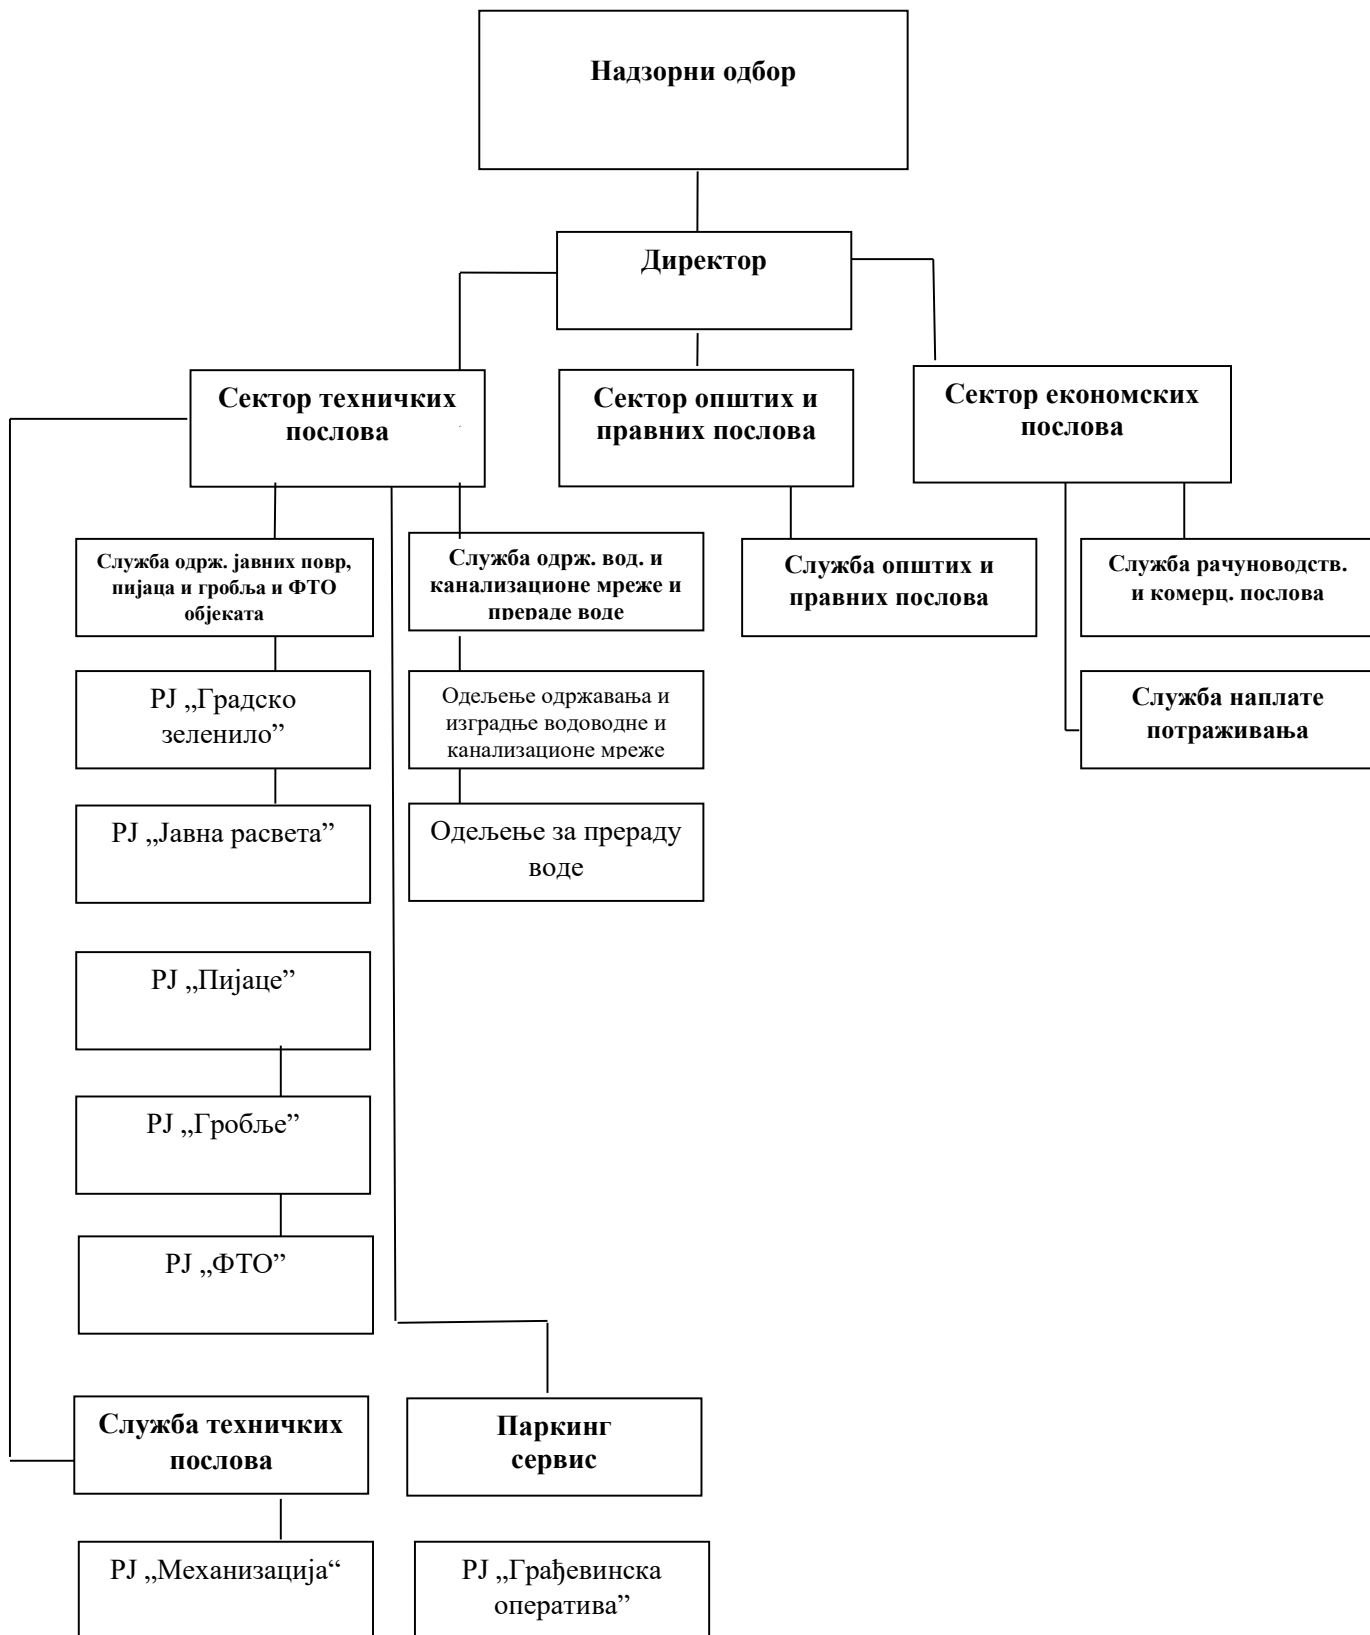 Надзорни одбор
Директор
Сектор техничких
послова
Сектор општих и
правних послова
Сектор економских
послова
Служба одрж. јавних повр,
пијаца и гробља и ФТО
објеката
Служба одрж. вод. и
канализационе мреже и
прераде воде
Служба општих и
правних послова
Служба рачуноводств.
и комерц. послова
РЈ „Градско
зеленило”
Одељење одржавања и
изградње водоводне и
канализационе мреже
Служба наплате
потраживања
РЈ „Јавна расвета”
Одељење за прераду
воде
РЈ „Пијаце”
РЈ „Гробље”
РЈ „ФТО”
Служба техничких
послова
Паркинг
сервис
РЈ „Механизација“
РЈ „Грађевинска
оператива”